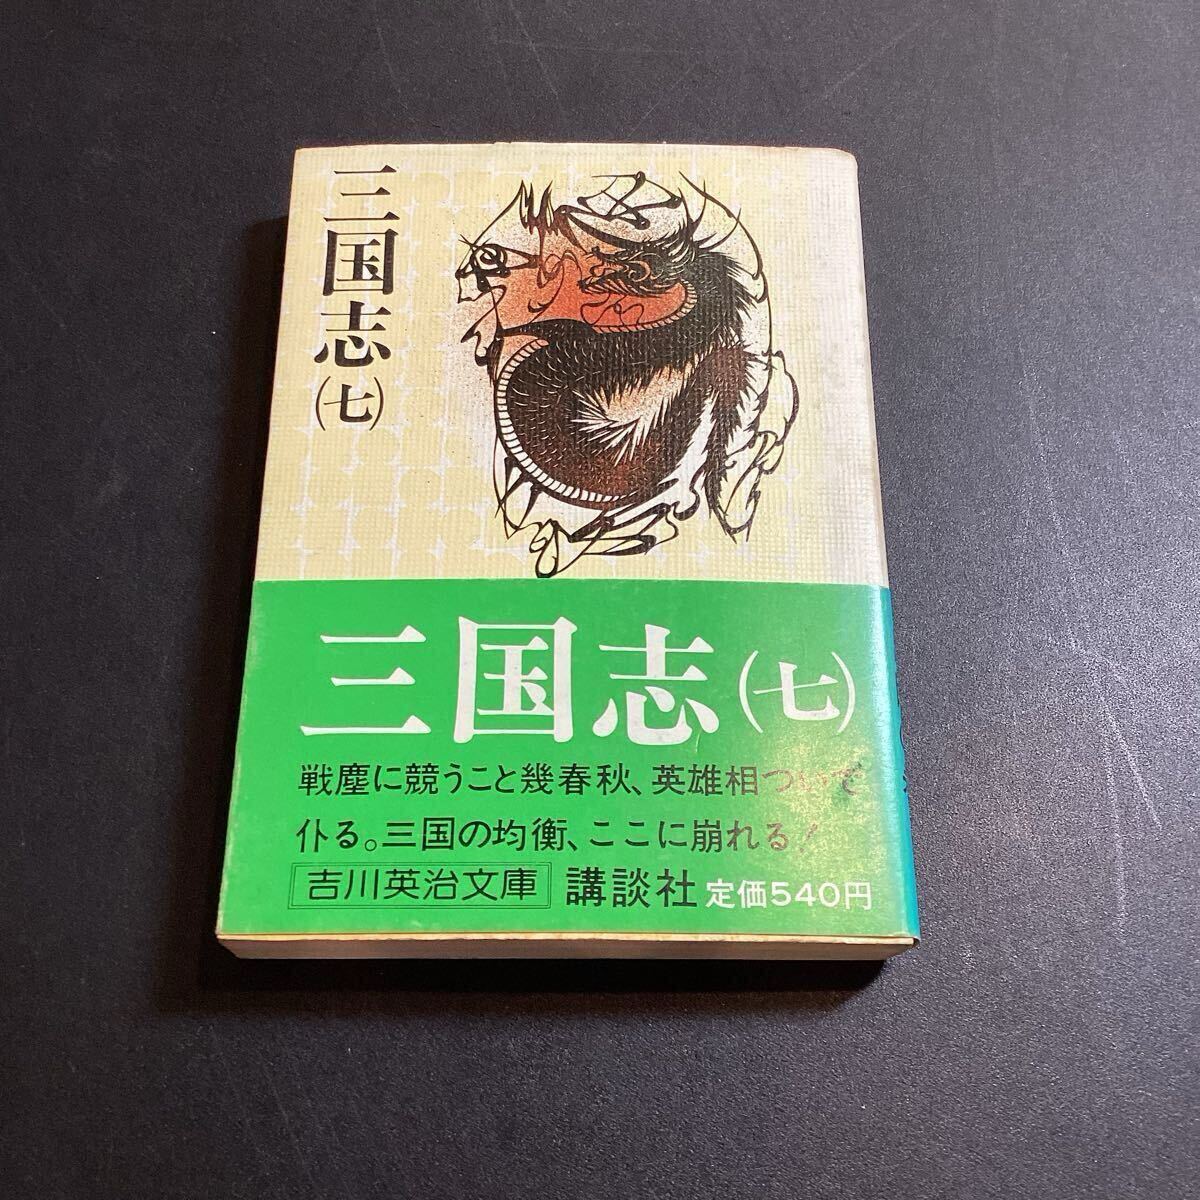 三国志(七)
三国志(七)
戦塵に競うこと幾春秋、英雄相ついで
仆る。三国の均衡、ここに崩れる!
吉川英治文庫 講談社 定価540円